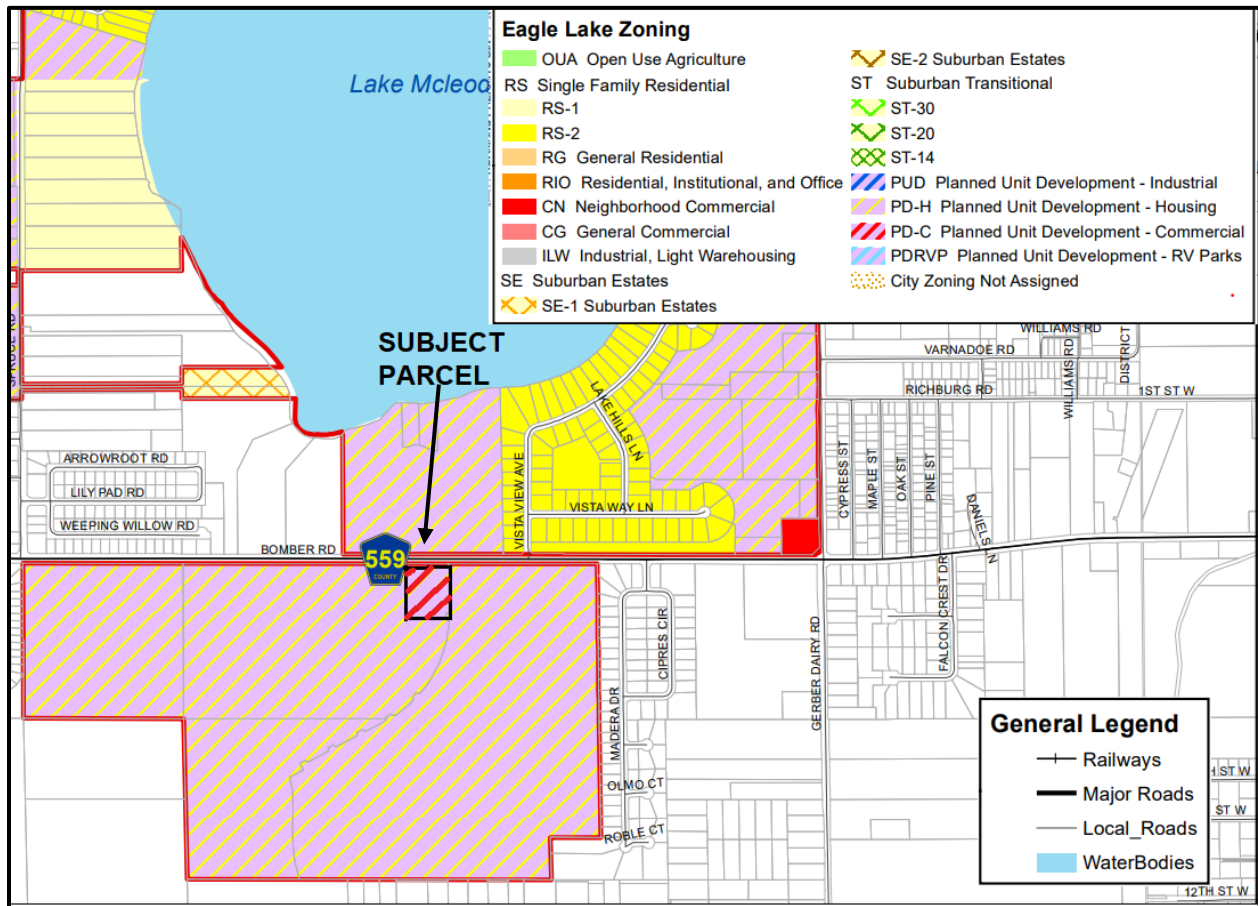 Eagle Lake Zoning
OUA Open Use Agriculture
RS Single Family Residential
RS-1
RS-2
RG General Residential
RIO Residential, Institutional, and Office
CN Neighborhood Commercial
CG General Commercial
ILW Industrial, Light Warehousing
SE Suburban Estates
SE-1 Suburban Estates
SE-2 Suburban Estates
ST Suburban Transitional
ST-30
ST-20
ST-14
PUD Planned Unit Development - Industrial
PD-H Planned Unit Development - Housing
PD-C Planned Unit Development - Commercial
PDRVP Planned Unit Development - RV Parks
City Zoning Not Assigned
Lake Mcleod
SUBJECT
PARCEL
WILLIAMS RD
VARNADOE RD
RICHBURG RD
WILLIAMS RD
DISTRICT
1ST ST W
LAKE HILLS LN
VISTA VIEW AVE
VISTA WAY LN
CYPRESS ST
MAPLE ST
OAK ST
PINE ST
DANIELS LN
ARROWROOT RD
LILY PAD RD
WEEPING WILLOW RD
BOMBER RD
559
COUNTY
CIPRES CIR
MADERA DR
GERBER DAIRY RD
FALCON CREST DR
OLMO CT
ROBLE CT
General Legend
Railways
Major Roads
Local_Roads
WaterBodies
H ST W
ST W
12TH ST W